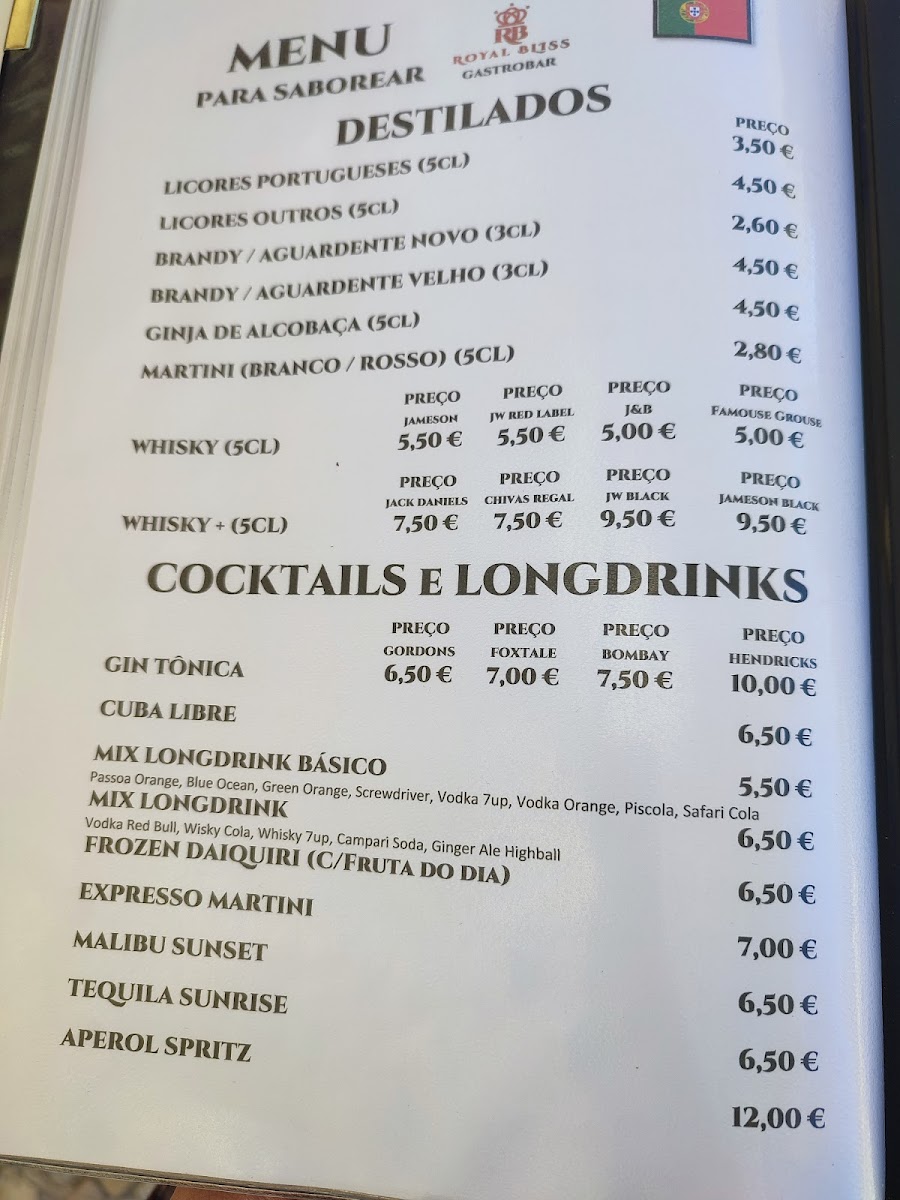 MENU
PARA SABOREAR
RB
ROYAL BLISS
GASTROBAR
DESTILADOS
PREÇO
LICORES PORTUGUESES (5CL) 3,50 €
LICORES OUTROS (5CL) 4,50 €
BRANDY / AGUARDENTE NOVO (3CL) 2,60 €
BRANDY / AGUARDENTE VELHO (3CL) 4,50 €
GINJA DE ALCOBAÇA (5CL) 4,50 €
MARTINI (BRANCO / ROSSO) (5CL) 2,80 €
PREÇO PREÇO PREÇO PREÇO
JAMESON JW RED LABEL J&B FAMOUSE GROUSE
WHISKY (5CL) 5,50 € 5,50 € 5,00 € 5,00 €
PREÇO PREÇO PREÇO PREÇO
JACK DANIELS CHIVAS REGAL JW BLACK JAMESON BLACK
WHISKY + (5CL) 7,50 € 7,50 € 9,50 € 9,50 €
COCKTAILS E LONGDRINKS
PREÇO PREÇO PREÇO PREÇO
GORDONS FOXTALE BOMBAY HENDRICKS
GIN TÔNICA 6,50 € 7,00 € 7,50 € 10,00 €
CUBA LIBRE 6,50 €
MIX LONGDRINK BÁSICO 5,50 €
Passoa Orange, Blue Ocean, Green Orange, Screwdriver, Vodka 7up, Vodka Orange, Piscola, Safari Cola
MIX LONGDRINK 6,50 €
Vodka Red Bull, Wisky Cola, Whisky 7up, Campari Soda, Ginger Ale Highball
FROZEN DAIQUIRI (C/FRUTA DO DIA) 6,50 €
EXPRESSO MARTINI 7,00 €
MALIBU SUNSET 6,50 €
TEQUILA SUNRISE 6,50 €
APEROL SPRITZ 12,00 €